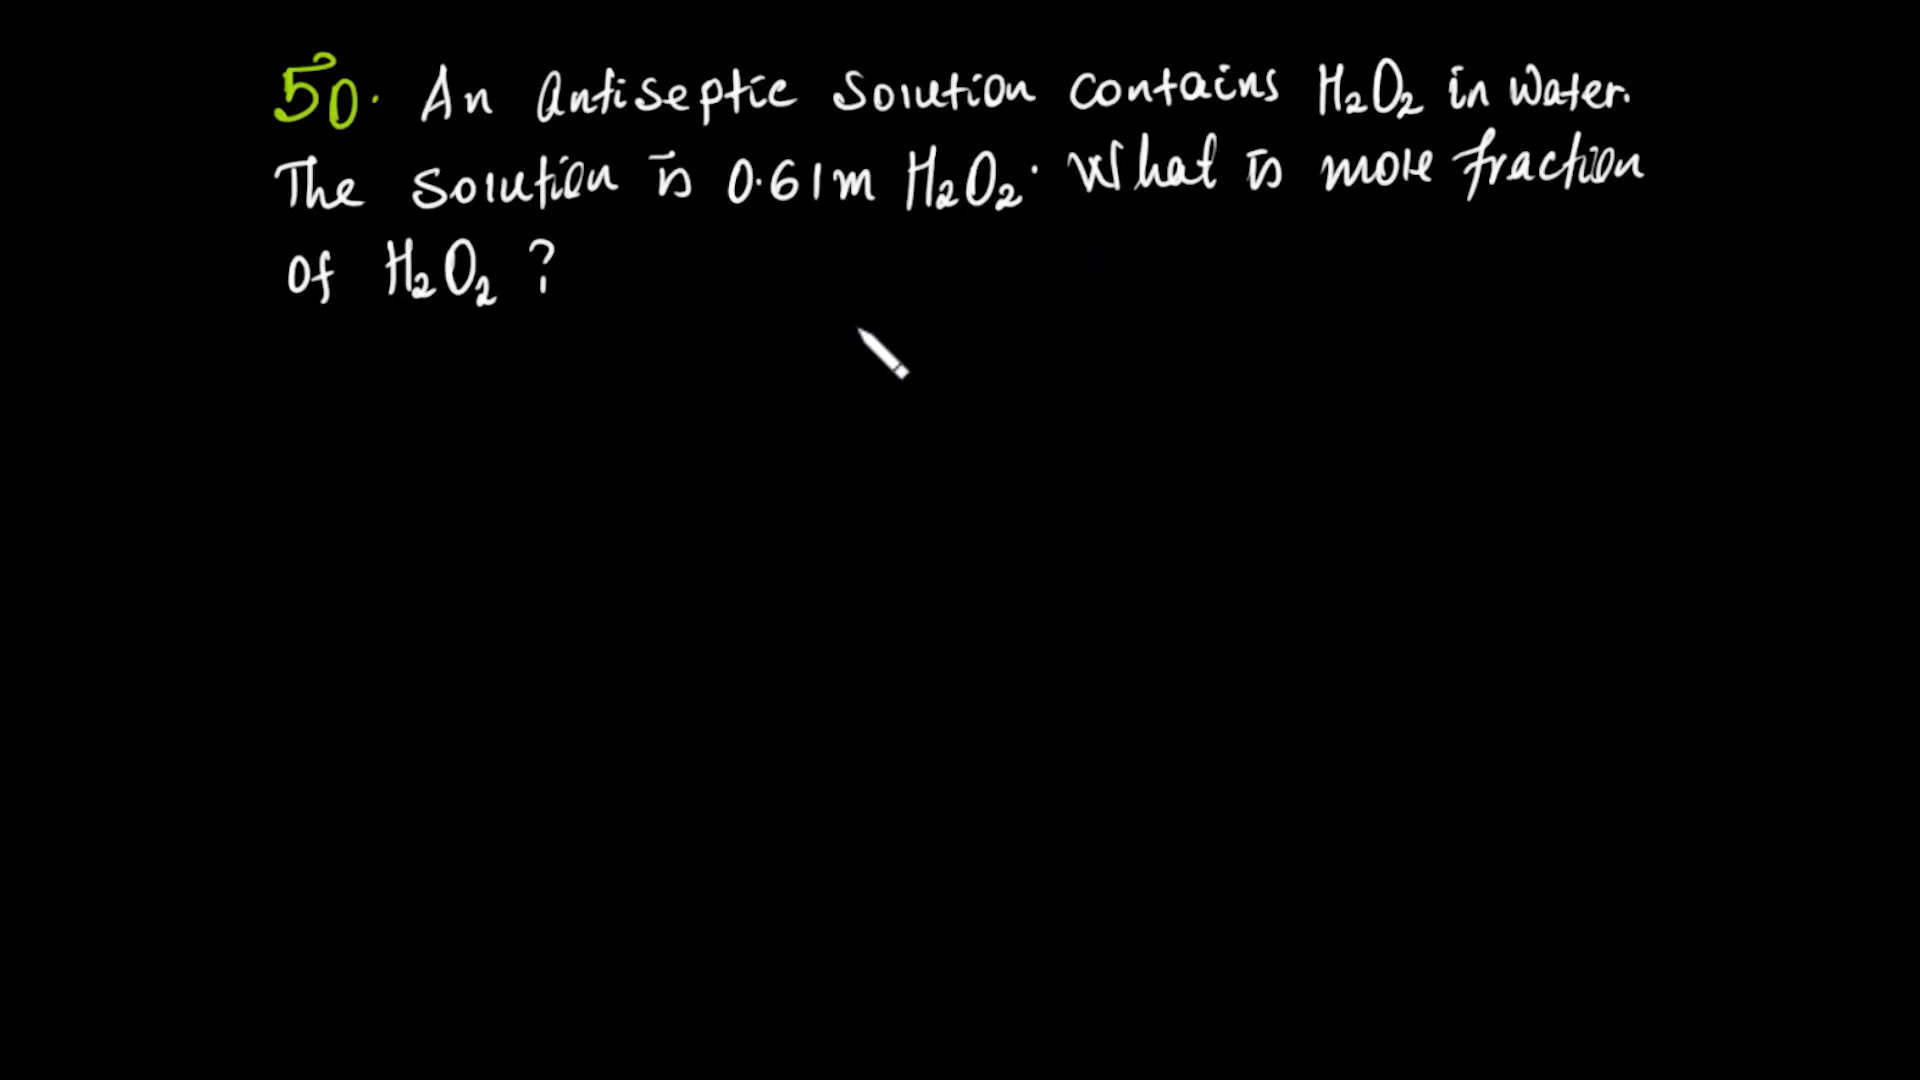 50. An antiseptic solution contains H₂O₂ in water.
The solution is 0.61m H₂O₂. What is mole fraction
of H₂O₂ ?